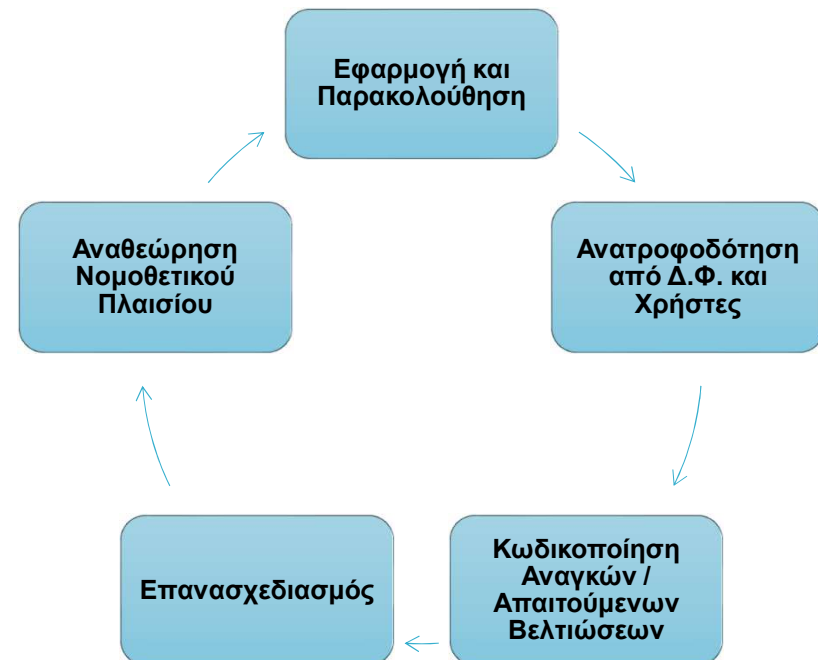 Εφαρμογή και
Παρακολούθηση
Ανατροφοδότηση
από Δ.Φ. και
Χρήστες
Κωδικοποίηση
Αναγκών /
Απαιτούμενων
Βελτιώσεων
Επανασχεδιασμός
Αναθεώρηση
Νομοθετικού
Πλαισίου